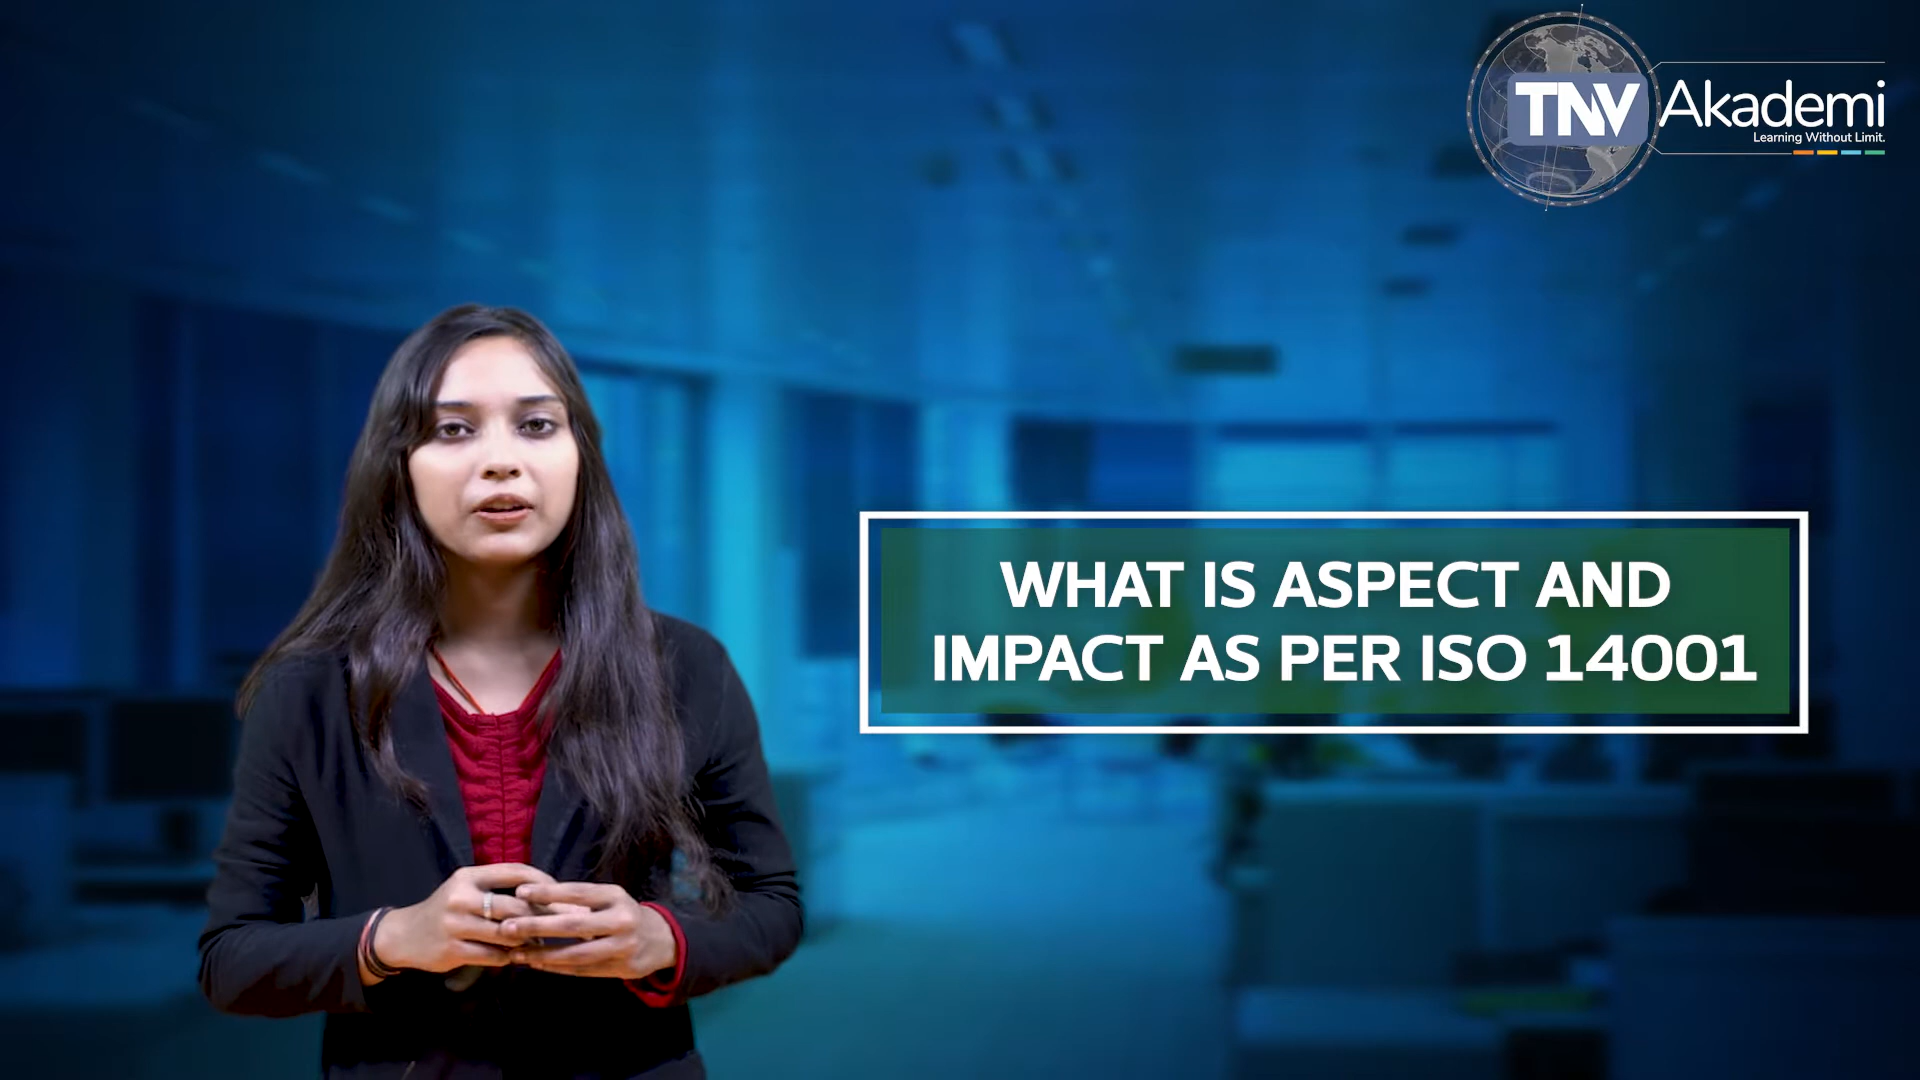 TNV Akademi
Learning Without Limit.
WHAT IS ASPECT AND
IMPACT AS PER ISO 14001